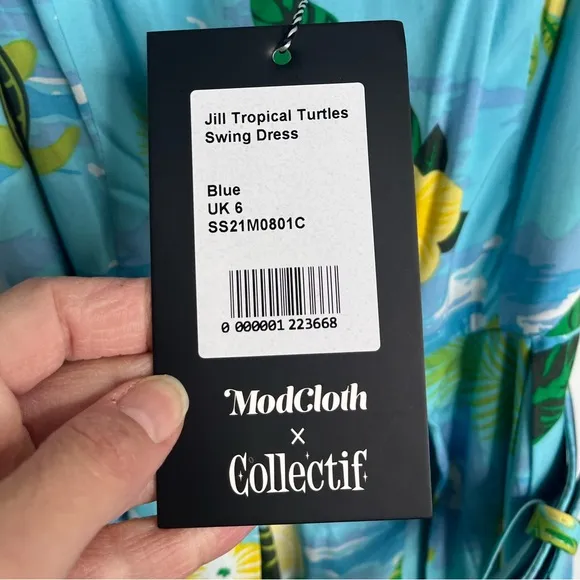 Jill Tropical Turtles
Swing Dress
Blue
UK 6
SS21M0801C
0 000001 223668
ModCloth
x
Collectif